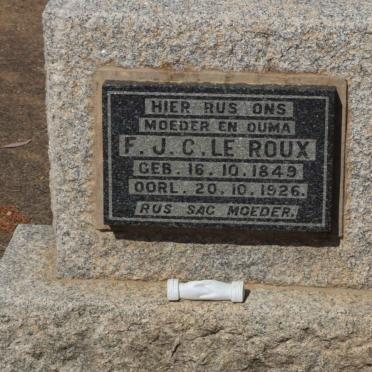 HIER RUS ONS
MOEDER EN OUMA
F. J. C. LE ROUX
GEB. 16.10.1849
OORL. 20.10.1926.
RUS SAG MOEDER.